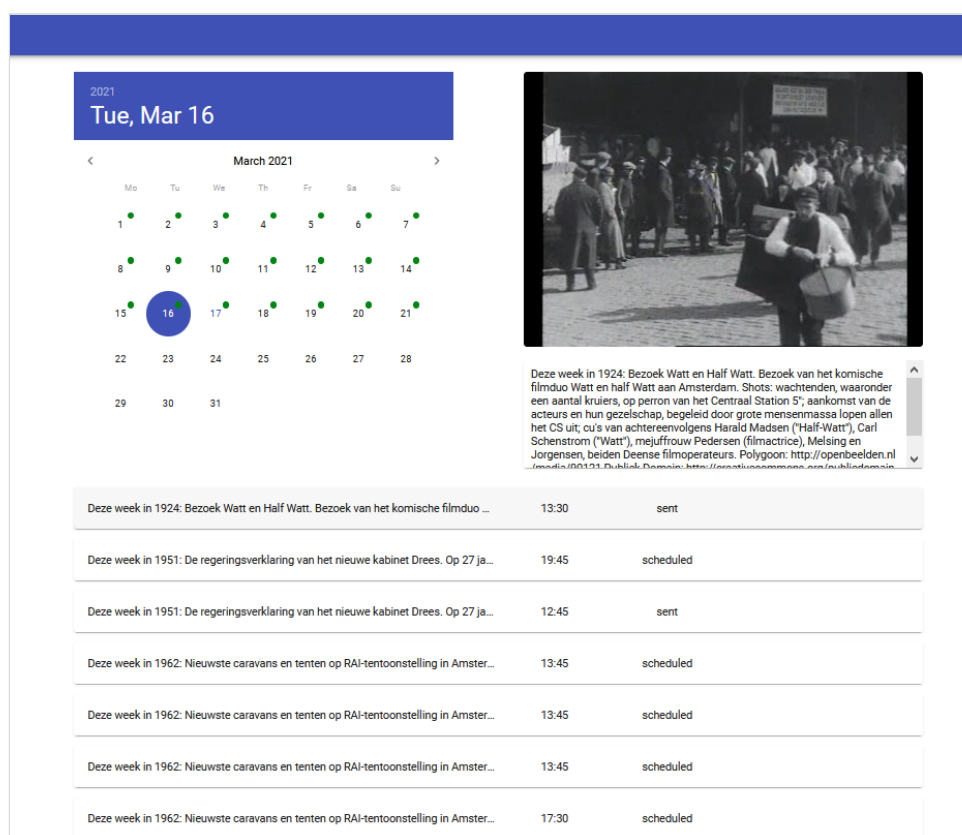 2021
Tue, Mar 16
March 2021
Mo Tu We Th Fr Sa Su
1 2 3 4 5 6 7
8 9 10 11 12 13 14
15 16 17 18 19 20 21
22 23 24 25 26 27 28
29 30 31
Deze week in 1924: Bezoek Watt en Half Watt. Bezoek van het komische
filmduo Watt en half Watt aan Amsterdam. Shots: wachtenden, waaronder
een aantal kruiers, op perron van het Centraal Station 5"; aankomst van de
acteurs en hun gezelschap, begeleid door grote mensenmassa lopen allen
het CS uit; cu's van achtereenvolgens Harald Madsen ("Half-Watt"), Carl
Schenstrom ("Watt"), mejuffrouw Pedersen (filmactrice), Melsing en
Jorgensen, beiden Deense filmoperateurs. Polygoon: http://openbeelden.nl
/media/99121 Publiek Domein: http://creativecommons.org/publicdomain
Deze week in 1924: Bezoek Watt en Half Watt. Bezoek van het komische filmduo ... 13:30 sent
Deze week in 1951: De regeringsverklaring van het nieuwe kabinet Drees. Op 27 ja... 19:45 scheduled
Deze week in 1951: De regeringsverklaring van het nieuwe kabinet Drees. Op 27 ja... 12:45 sent
Deze week in 1962: Nieuwste caravans en tenten op RAI-tentoonstelling in Amster... 13:45 scheduled
Deze week in 1962: Nieuwste caravans en tenten op RAI-tentoonstelling in Amster... 13:45 scheduled
Deze week in 1962: Nieuwste caravans en tenten op RAI-tentoonstelling in Amster... 13:45 scheduled
Deze week in 1962: Nieuwste caravans en tenten op RAI-tentoonstelling in Amster... 17:30 scheduled